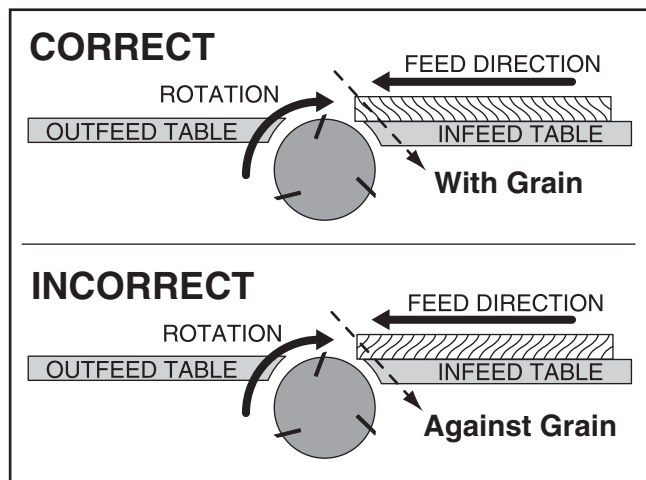 CORRECT
FEED DIRECTION
ROTATION
OUTFEED TABLE
INFEED TABLE
With Grain
INCORRECT
FEED DIRECTION
ROTATION
OUTFEED TABLE
INFEED TABLE
Against Grain